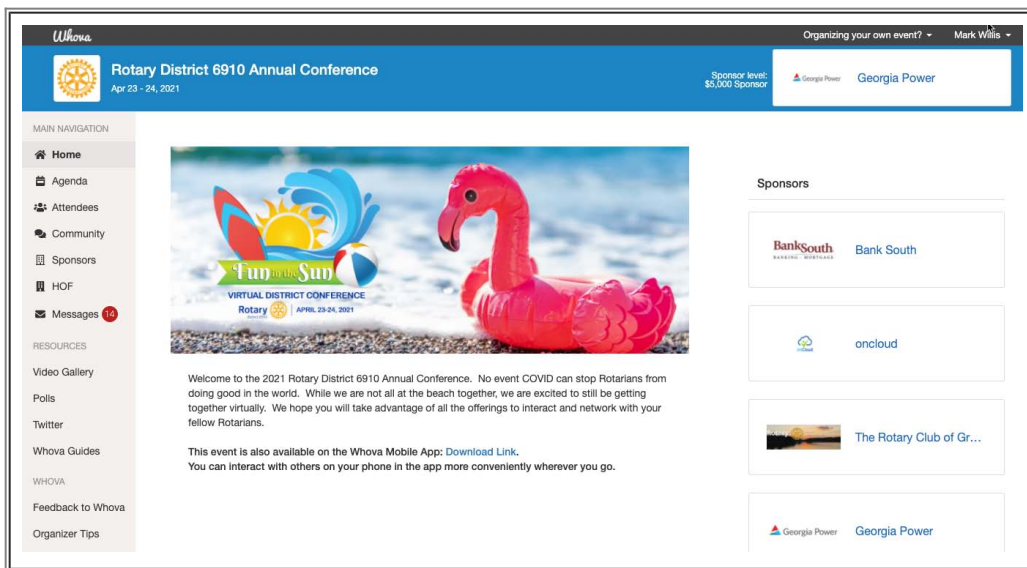 Whova
Organizing your own event?
Mark Willis
Rotary District 6910 Annual Conference
Apr 23 - 24, 2021
Sponsor level:
$5,000 Sponsor
Georgia Power
Georgia Power
MAIN NAVIGATION
Home
Agenda
Attendees
Community
Sponsors
HOF
Messages 14
RESOURCES
Video Gallery
Polls
Twitter
Whova Guides
WHOVA
Feedback to Whova
Organizer Tips
Fun in the Sun
VIRTUAL DISTRICT CONFERENCE
Rotary
APRIL 23-24, 2021
Welcome to the 2021 Rotary District 6910 Annual Conference. No event COVID can stop Rotarians from
doing good in the world. While we are not all at the beach together, we are excited to still be getting
together virtually. We hope you will take advantage of all the offerings to interact and network with your
fellow Rotarians.
This event is also available on the Whova Mobile App: Download Link.
You can interact with others on your phone in the app more conveniently wherever you go.
Sponsors
BankSouth
BANKING - MORTGAGE
Bank South
oncloud
oncloud
The Rotary Club of Gr...
Georgia Power
Georgia Power